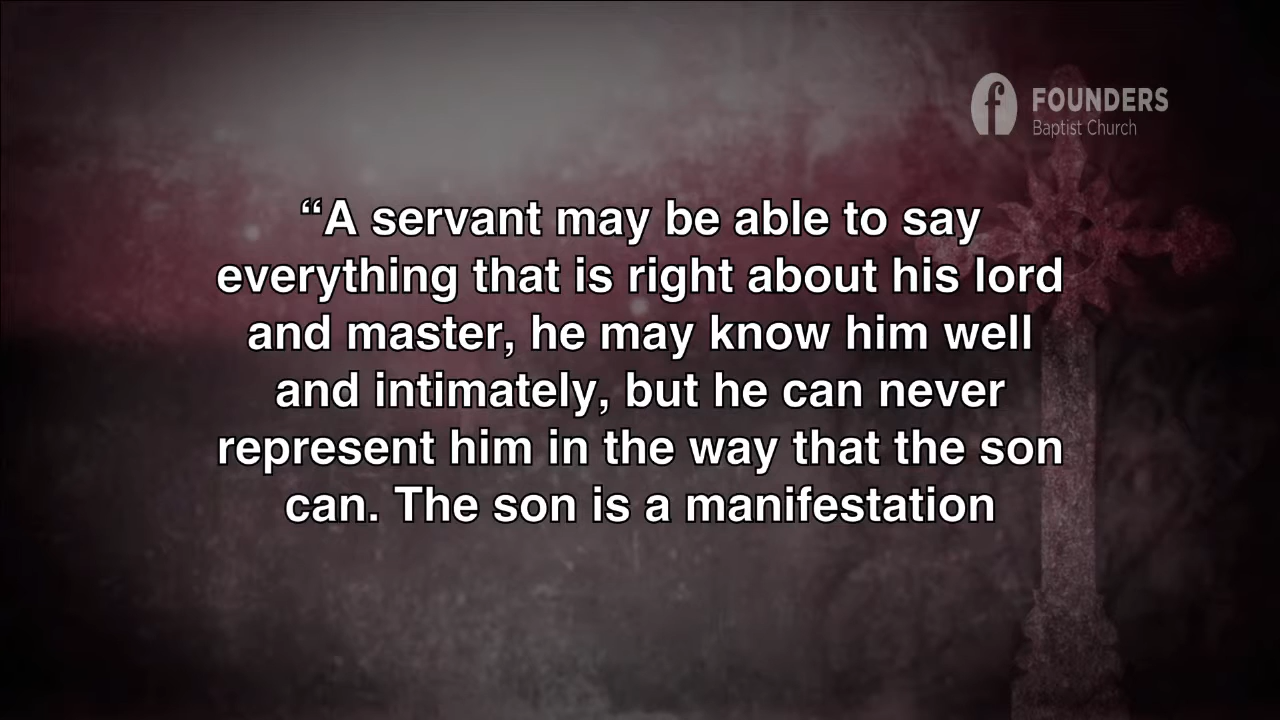 FOUNDERS
Baptist Church
“A servant may be able to say
everything that is right about his lord
and master, he may know him well
and intimately, but he can never
represent him in the way that the son
can. The son is a manifestation